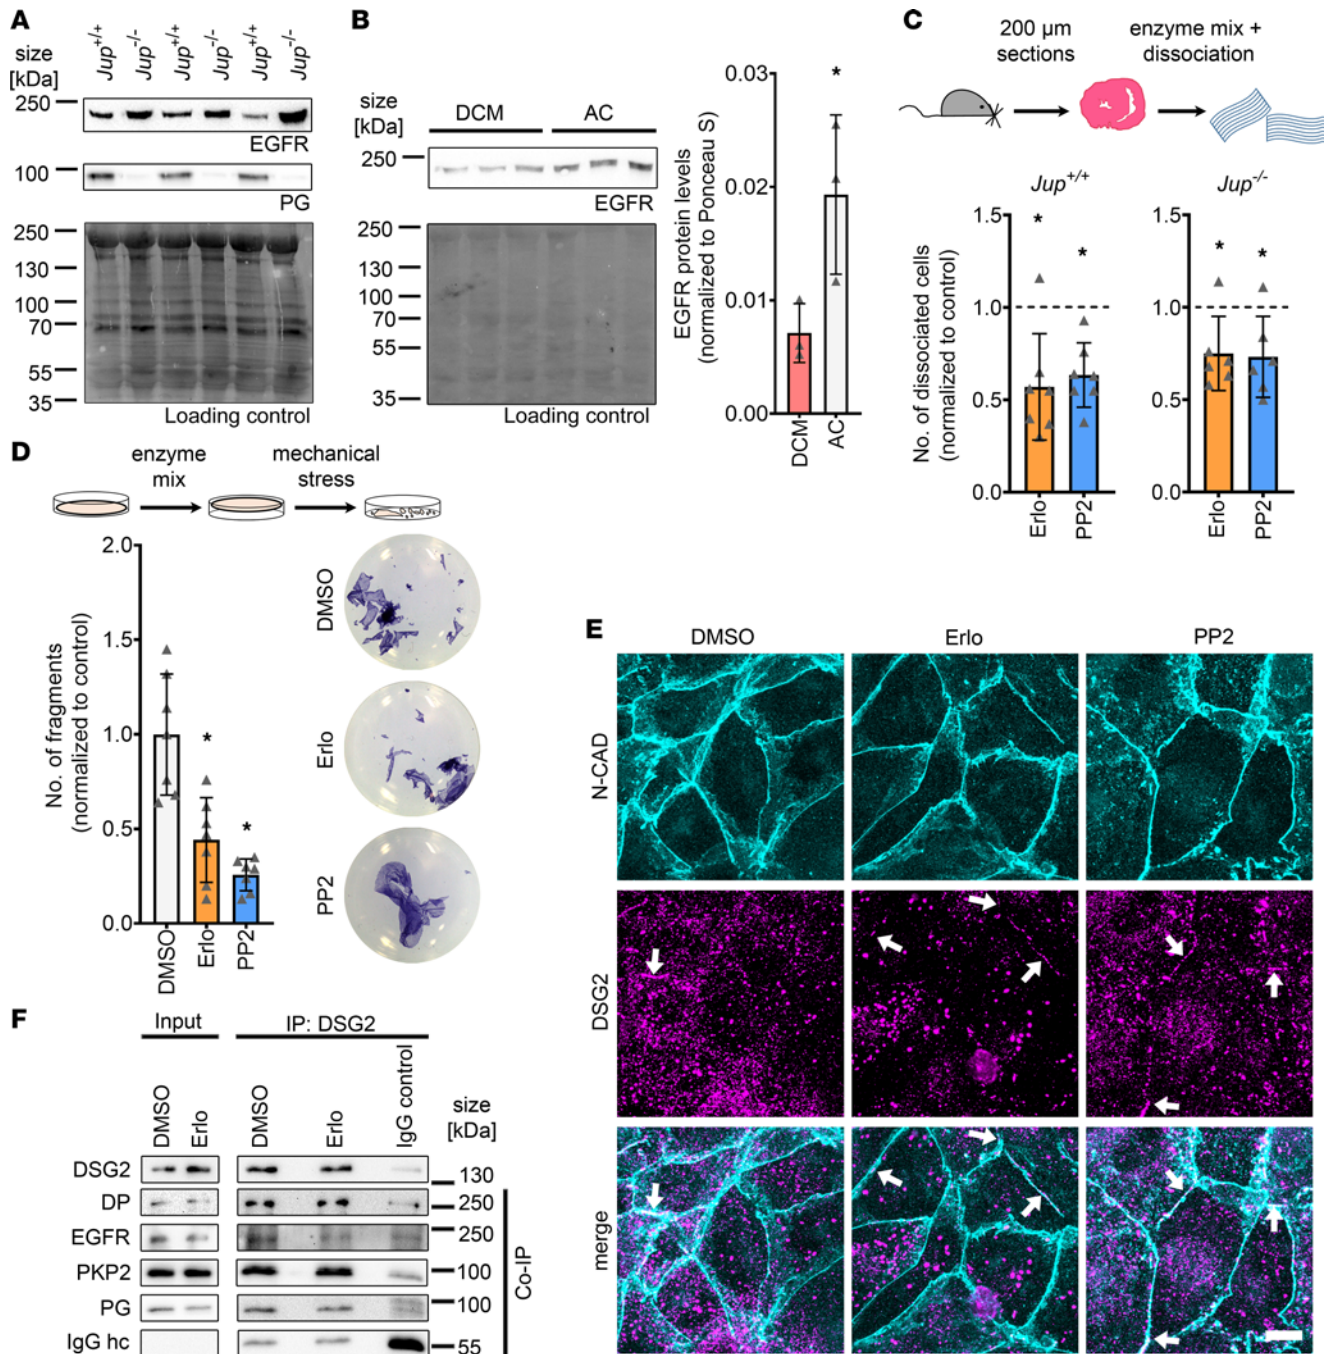 A
size
[kDa]
Jup+/+
Jup-/-
Jup+/+
Jup-/-
Jup+/+
Jup-/-
250
EGFR
100
PG
250
130
100
70
55
35
Loading control
B
size
[kDa]
DCM
AC
250
EGFR
250
130
100
70
55
35
Loading control
EGFR protein levels
(normalized to Ponceau S)
0.03
0.02
0.01
0.00
*
DCM
AC
C
200 µm
sections
enzyme mix +
dissociation
Jup+/+
Jup-/-
No. of dissociated cells
(normalized to control)
1.5
1.0
0.5
0.0
*
*
Erlo
PP2
1.5
1.0
0.5
0.0
*
*
Erlo
PP2
D
enzyme
mix
mechanical
stress
No. of fragments
(normalized to control)
2.0
1.5
1.0
0.5
0.0
*
*
DMSO
Erlo
PP2
DMSO
Erlo
PP2
E
DMSO
Erlo
PP2
N-CAD
DSG2
merge
F
Input
IP: DSG2
DMSO
Erlo
DMSO
Erlo
IgG control
size
[kDa]
DSG2
130
DP
250
EGFR
250
PKP2
100
PG
100
IgG hc
55
Co-IP